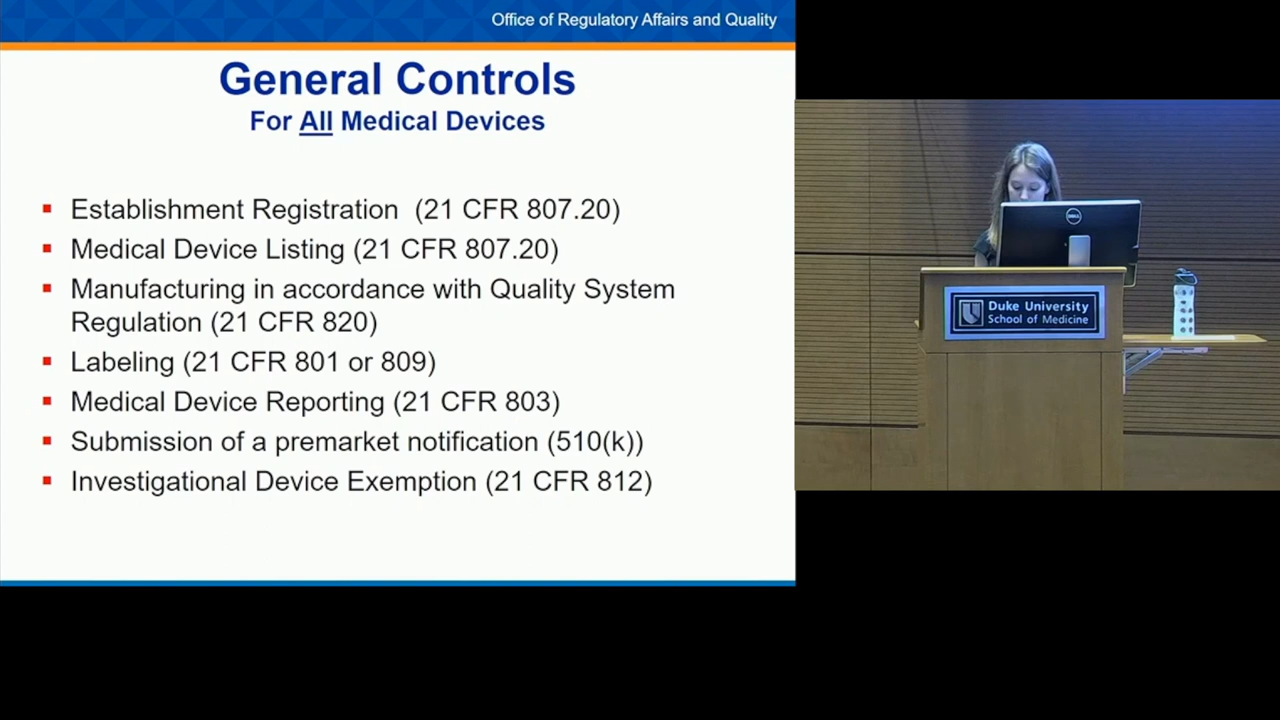 Office of Regulatory Affairs and Quality
General Controls
For All Medical Devices
Establishment Registration (21 CFR 807.20)
Medical Device Listing (21 CFR 807.20)
Manufacturing in accordance with Quality System
Regulation (21 CFR 820)
Labeling (21 CFR 801 or 809)
Medical Device Reporting (21 CFR 803)
Submission of a premarket notification (510(k))
Investigational Device Exemption (21 CFR 812)
DELL
Duke University
School of Medicine